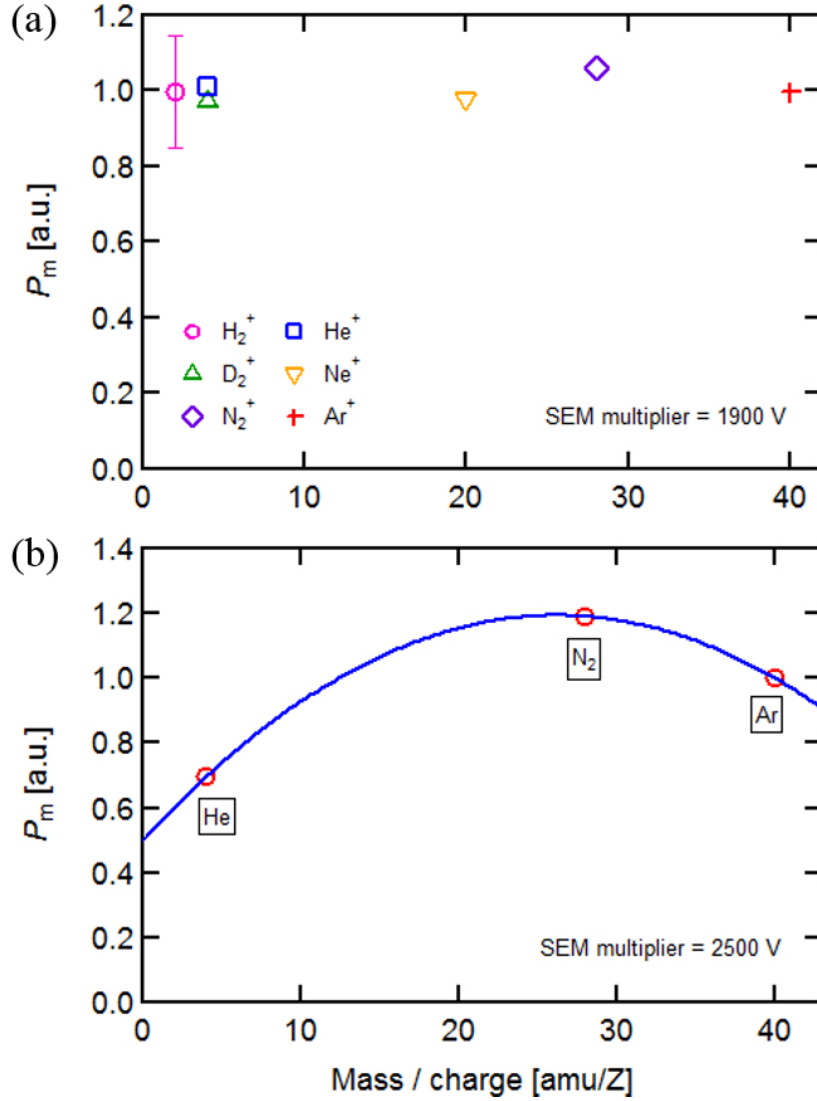 (a)
1.2
1.0
0.8
0.6
0.4
0.2
0.0
P_m [a.u.]
H₂⁺ He⁺
D₂⁺ Ne⁺
N₂⁺ Ar⁺
SEM multiplier = 1900 V
0 10 20 30 40
(b)
1.4
1.2
1.0
0.8
0.6
0.4
0.2
0.0
P_m [a.u.]
N₂
Ar
He
SEM multiplier = 2500 V
0 10 20 30 40
Mass / charge [amu/Z]